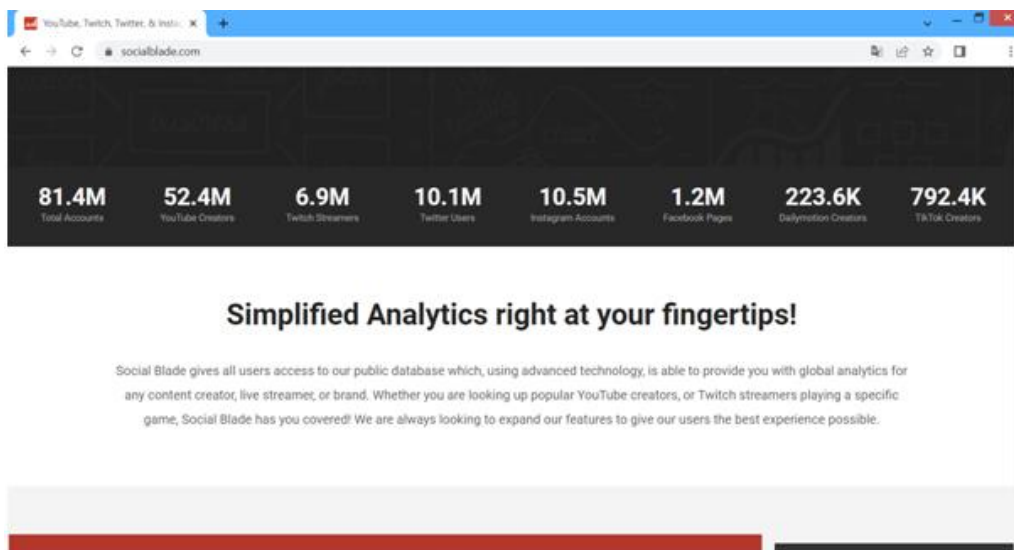 YouTube, Twitch, Twitter, & Insta
socialblade.com
81.4M 52.4M 6.9M 10.1M 10.5M 1.2M 223.6K 792.4K
Total Accounts YouTube Creators Twitch Streamers Twitter Users Instagram Accounts Facebook Pages Dailymotion Creators TikTok Creators
Simplified Analytics right at your fingertips!
Social Blade gives all users access to our public database which, using advanced technology, is able to provide you with global analytics for
any content creator, live streamer, or brand. Whether you are looking up popular YouTube creators, or Twitch streamers playing a specific
game, Social Blade has you covered! We are always looking to expand our features to give our users the best experience possible.